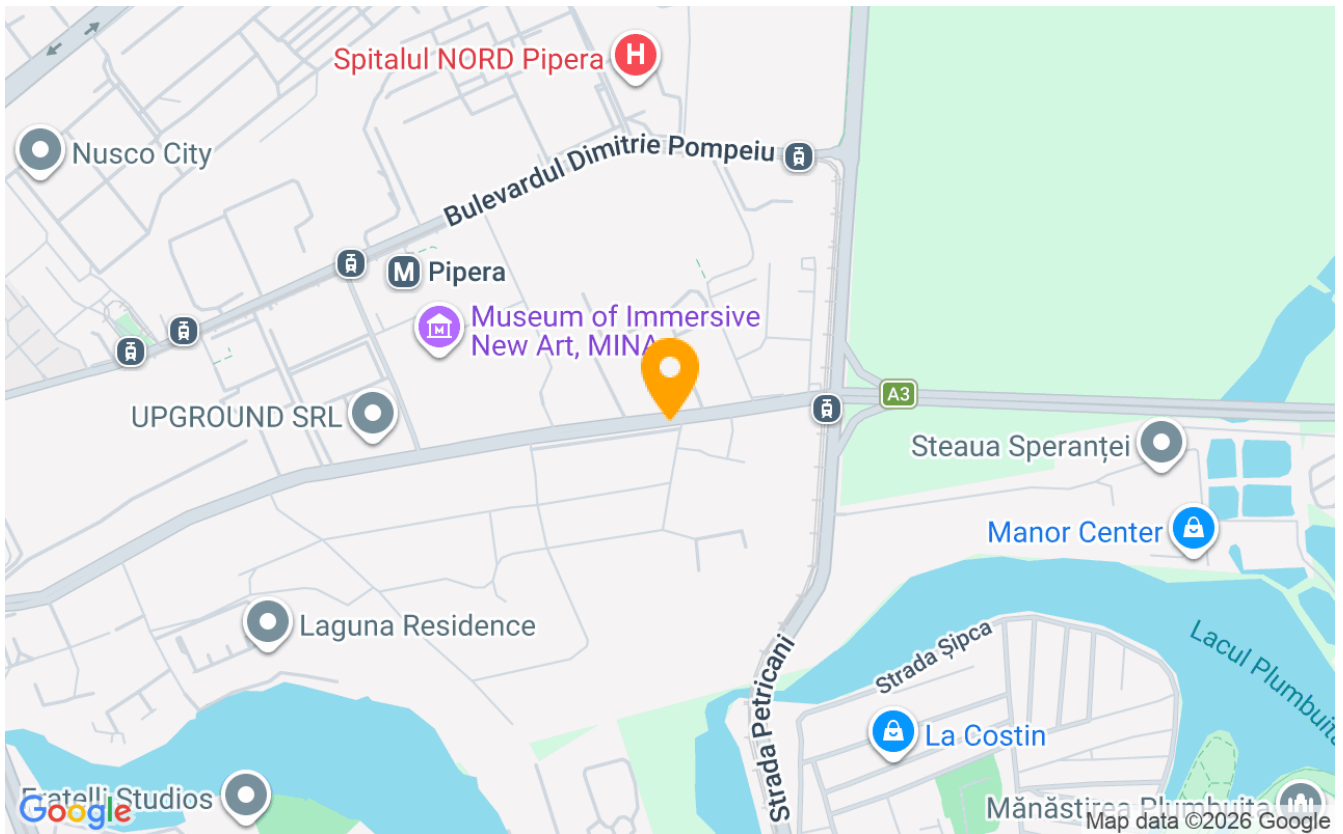 Spitalul NORD Pipera
H
Nusco City
Bulevardul Dimitrie Pompeiu
M
Pipera
Museum of Immersive
New Art, MINA
M
UPGROUND SRL
A3
Steaua Speranței
Manor Center
Laguna Residence
Strada Șipca
Lacul Plumbuita
Strada Petricani
La Costin
Fratelli Studios
Mănăstirea Plumbuita
Google
Map data ©2026 Google